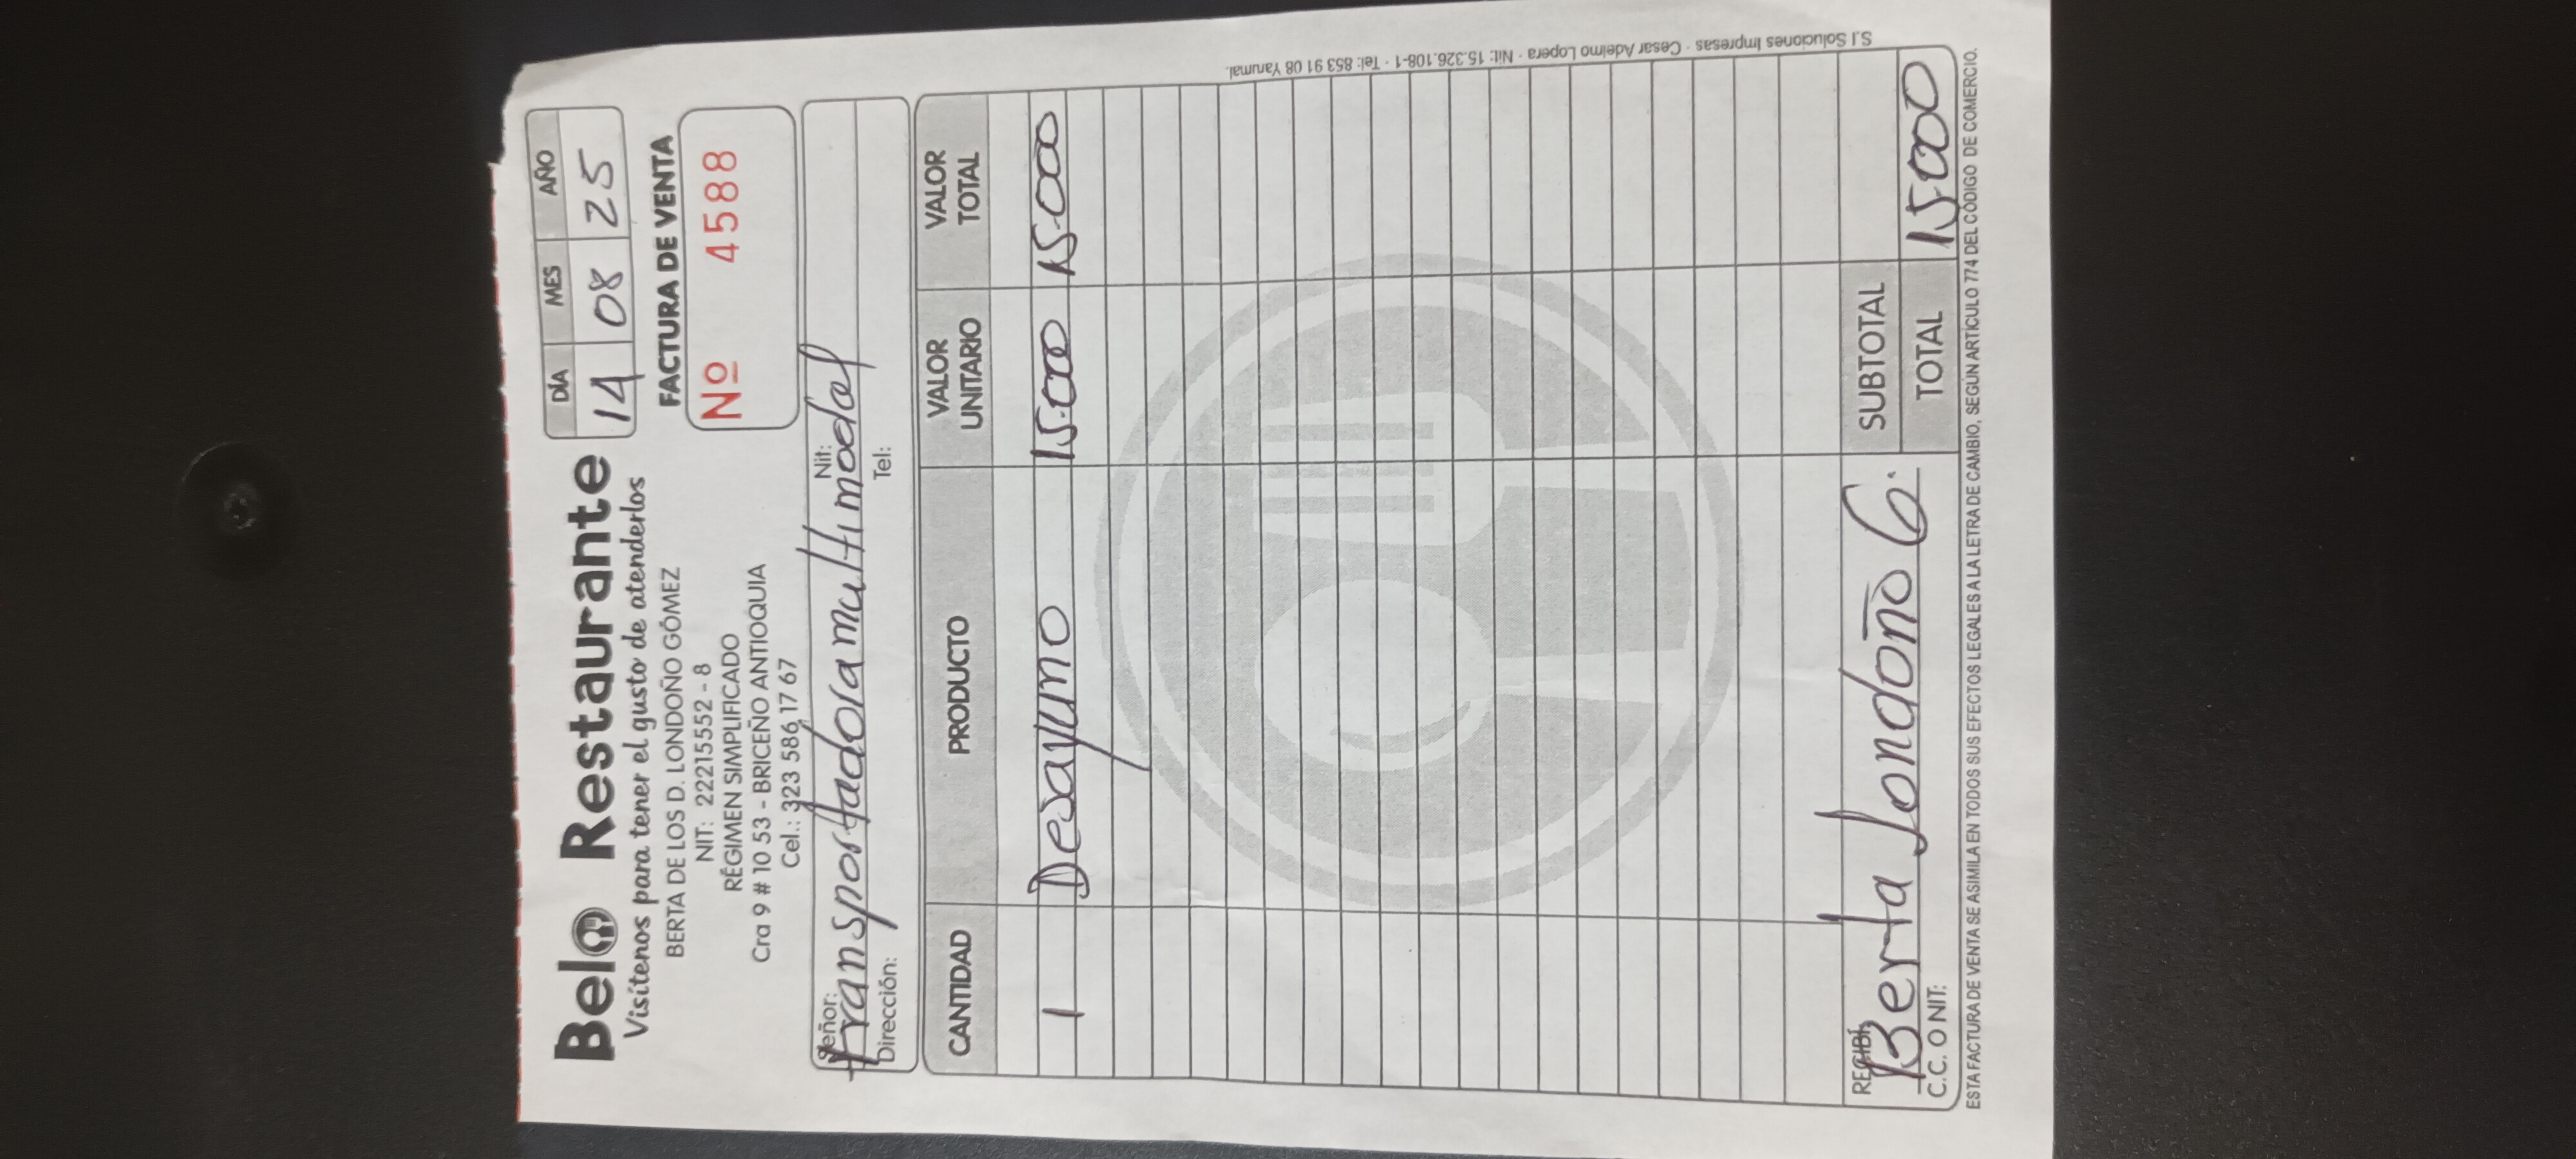 Belo Restaurante
Visítenos para tener el gusto de atenderlos
BERTA DE LOS D. LONDOÑO GÓMEZ
NIT: 22215552 - 8
RÉGIMEN SIMPLIFICADO
Cra 9 # 10 53 - BRICEÑO ANTIOQUIA
Cel.: 323 586 17 67
DÍA MES AÑO
14 08 25
FACTURA DE VENTA
Nº 4588
Señor: transportadora multimodal Nit:
Dirección: Tel:
CANTIDAD PRODUCTO VALOR UNITARIO VALOR TOTAL
1 Desayuno 15.000 15.000
SUBTOTAL
RECIBÍ: Berta Londoño G.
C.C. O NIT:
TOTAL 15.000
ESTA FACTURA DE VENTA SE ASIMILA EN TODOS SUS EFECTOS LEGALES A LA LETRA DE CAMBIO, SEGÚN ARTÍCULO 774 DEL CÓDIGO DE COMERCIO.
S.I Soluciones Impresas - Cesar Adelmo Lopera - Nit: 15.326.108-1 - Tel: 853 91 08 Yarumal.